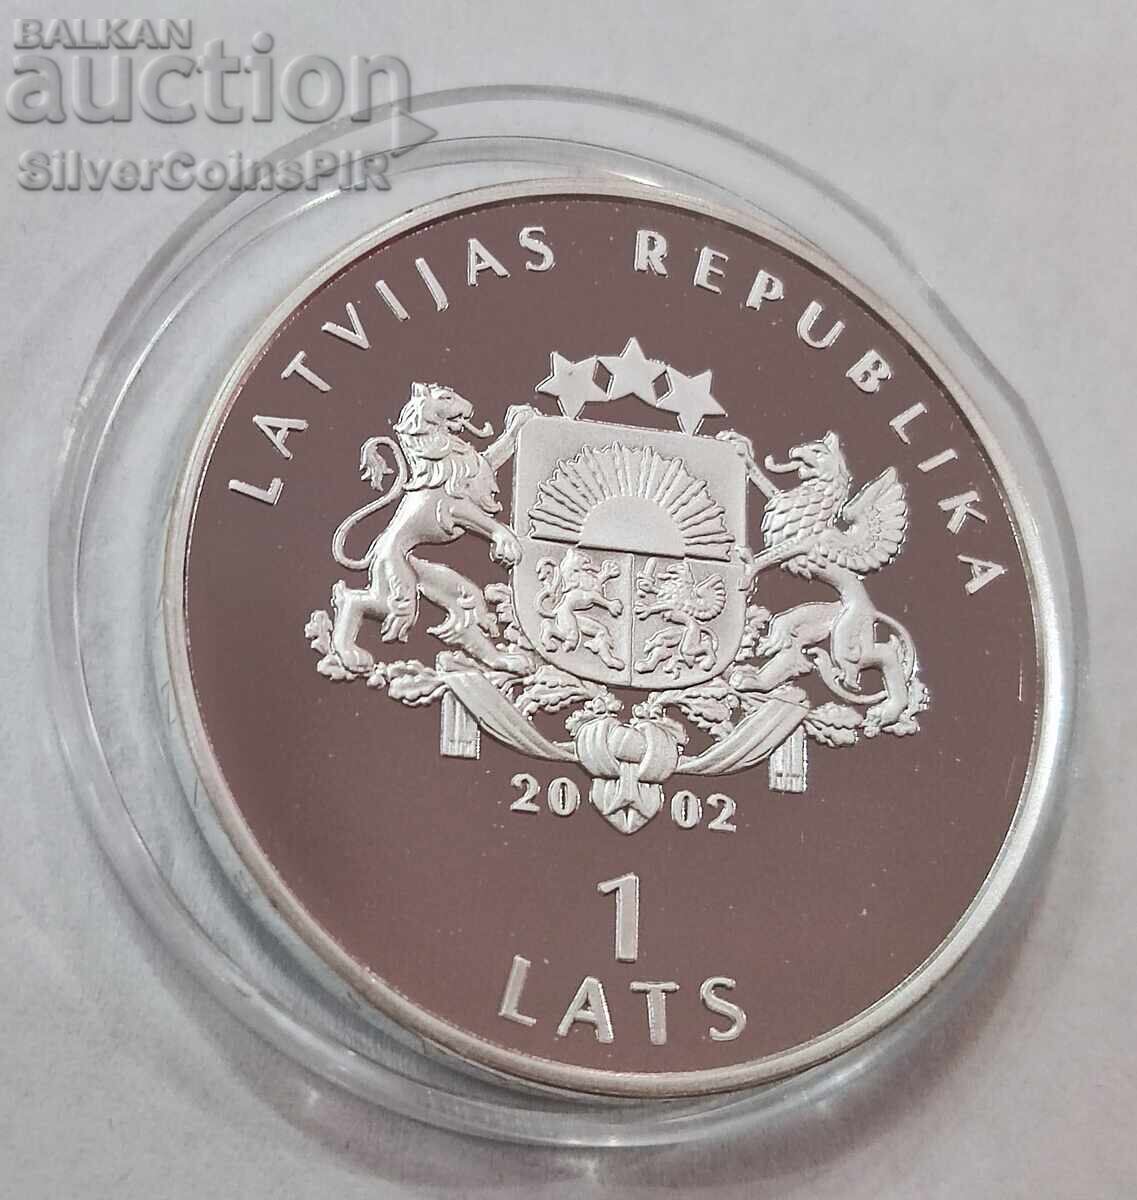 BALKAN
auction
SilverCoinsPIR
LATVIJAS REPUBLIKA
2002
1
LATS